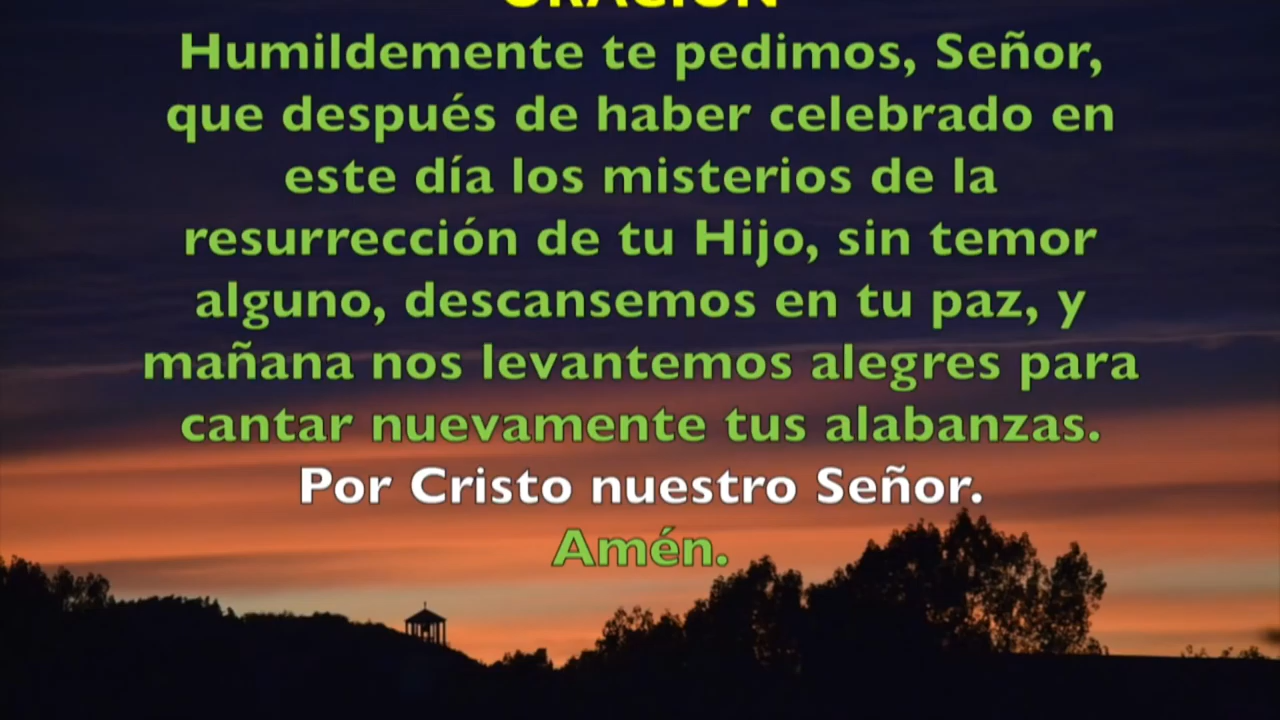 ORACIÓN
Humildemente te pedimos, Señor,
que después de haber celebrado en
este día los misterios de la
resurrección de tu Hijo, sin temor
alguno, descansemos en tu paz, y
mañana nos levantemos alegres para
cantar nuevamente tus alabanzas.
Por Cristo nuestro Señor.
Amén.